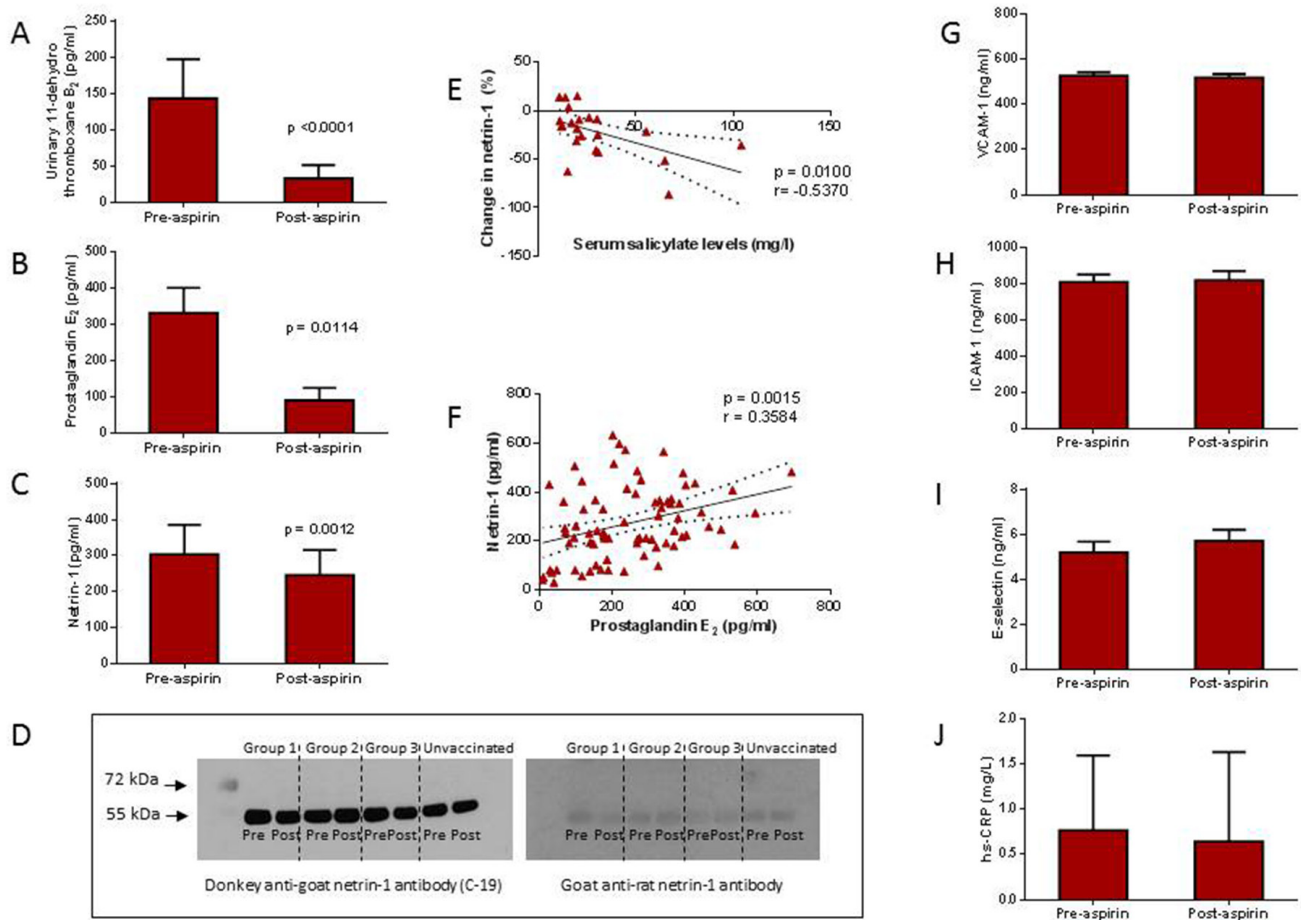 A
Urinary 11-dehydro
thromboxane B₂ (pg/ml)
250
200
150
100
50
0
p <0.0001
Pre-aspirin
Post-aspirin
B
Prostaglandin E₂ (pg/ml)
500
400
300
200
100
0
p = 0.0114
Pre-aspirin
Post-aspirin
C
Netrin-1 (pg/ml)
500
400
300
200
100
0
p = 0.0012
Pre-aspirin
Post-aspirin
D
Group 1
Group 2
Group 3
Unvaccinated
Group 1
Group 2
Group 3
Unvaccinated
72 kDa
55 kDa
Pre Post Pre Post Pre Post Pre Post
Pre Post Pre Post Pre Post Pre Post
Donkey anti-goat netrin-1 antibody (C-19)
Goat anti-rat netrin-1 antibody
E
Change in netrin-1 (%)
50
0
-50
-100
-150
50
100
150
p = 0.0100
r= -0.5370
Serum salicylate levels (mg/l)
F
Netrin-1 (pg/ml)
800
600
400
200
0
p = 0.0015
r = 0.3584
0
200
400
600
800
Prostaglandin E₂ (pg/ml)
G
VCAM-1 (ng/ml)
800
600
400
200
0
Pre-aspirin
Post-aspirin
H
ICAM-1 (ng/ml)
1000
800
600
400
200
0
Pre-aspirin
Post-aspirin
I
E-selectin (ng/ml)
8
6
4
2
0
Pre-aspirin
Post-aspirin
J
hs-CRP (mg/L)
2.0
1.5
1.0
0.5
0.0
Pre-aspirin
Post-aspirin